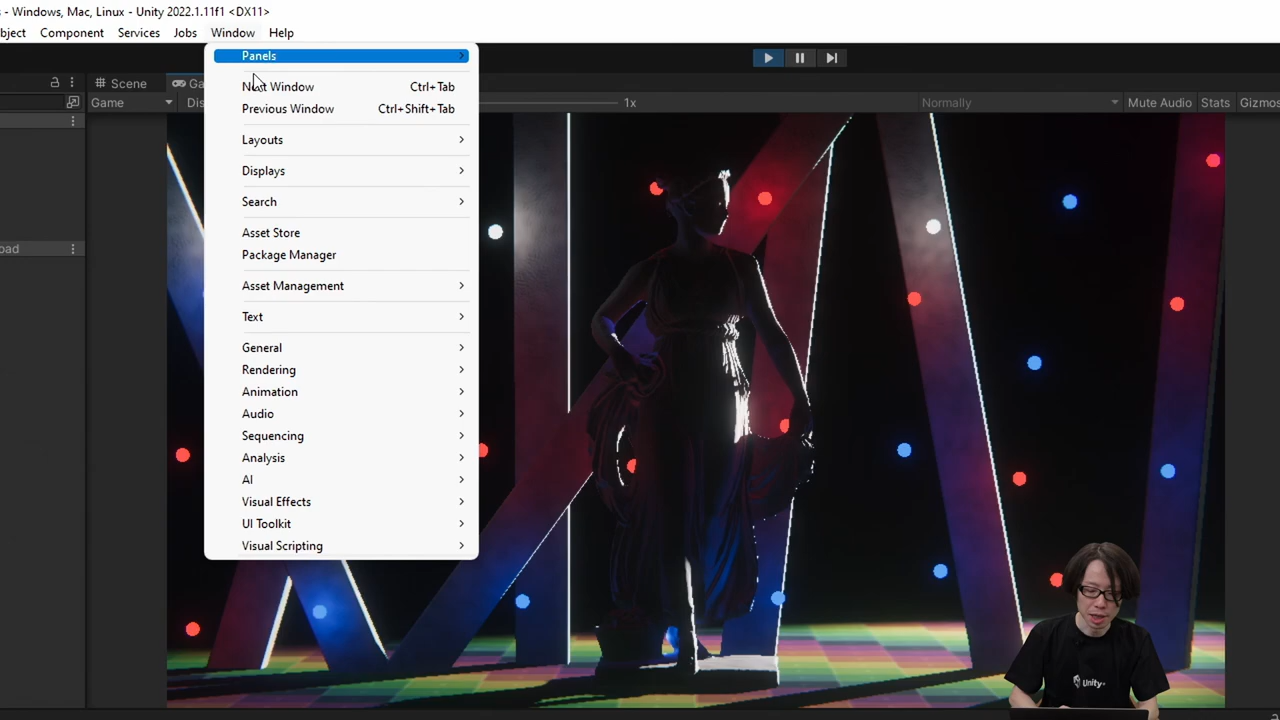 - Windows, Mac, Linux - Unity 2022.1.11f1 <DX11>
bject Component Services Jobs Window Help
Panels
Scene
Ga
Game
Dis
1x
Normally
Mute Audio
Stats
Gizmos
Next Window Ctrl+Tab
Previous Window Ctrl+Shift+Tab
Layouts
Displays
Search
Asset Store
Package Manager
oad
Asset Management
Text
General
Rendering
Animation
Audio
Sequencing
Analysis
AI
Visual Effects
UI Toolkit
Visual Scripting
Unity